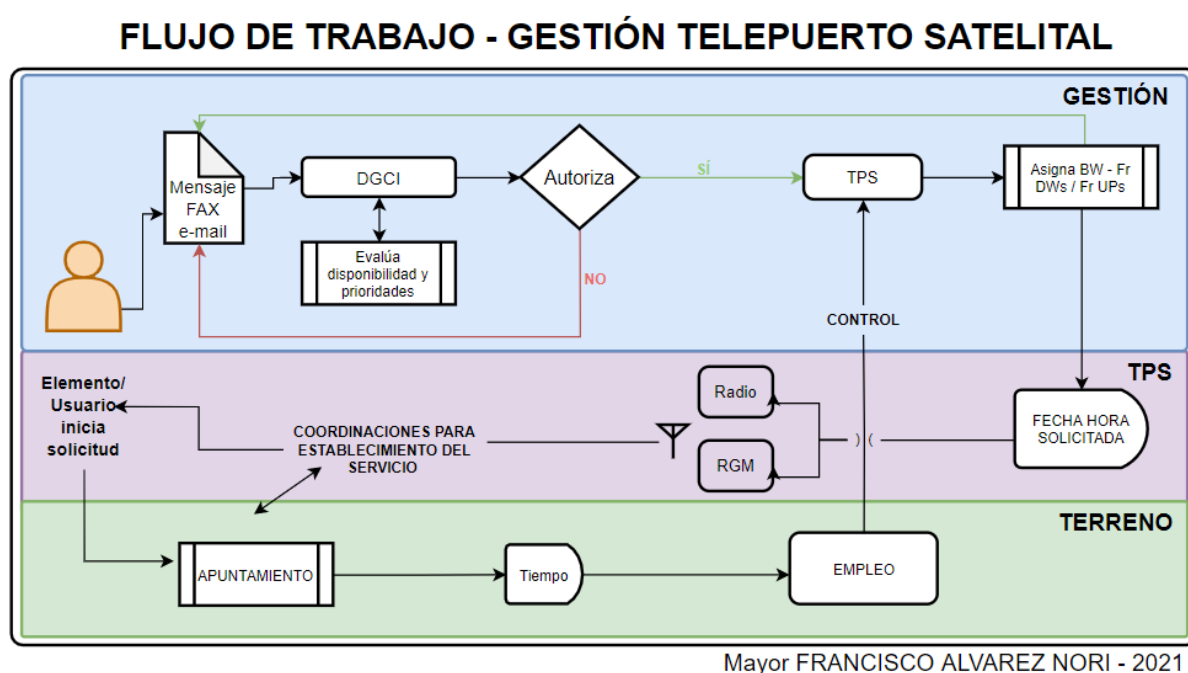 FLUJO DE TRABAJO - GESTIÓN TELEPUERTO SATELITAL
GESTIÓN
Mensaje
FAX
e-mail
DGCI
Evalúa
disponibilidad y
prioridades
Autoriza
SÍ
NO
TPS
Asigna BW - Fr
DWs / Fr UPs
CONTROL
TPS
Elemento/
Usuario
inicia
solicitud
COORDINACIONES PARA
ESTABLECIMIENTO DEL
SERVICIO
Radio
RGM
) (
FECHA HORA
SOLICITADA
TERRENO
APUNTAMIENTO
Tiempo
EMPLEO
Mayor FRANCISCO ALVAREZ NORI - 2021